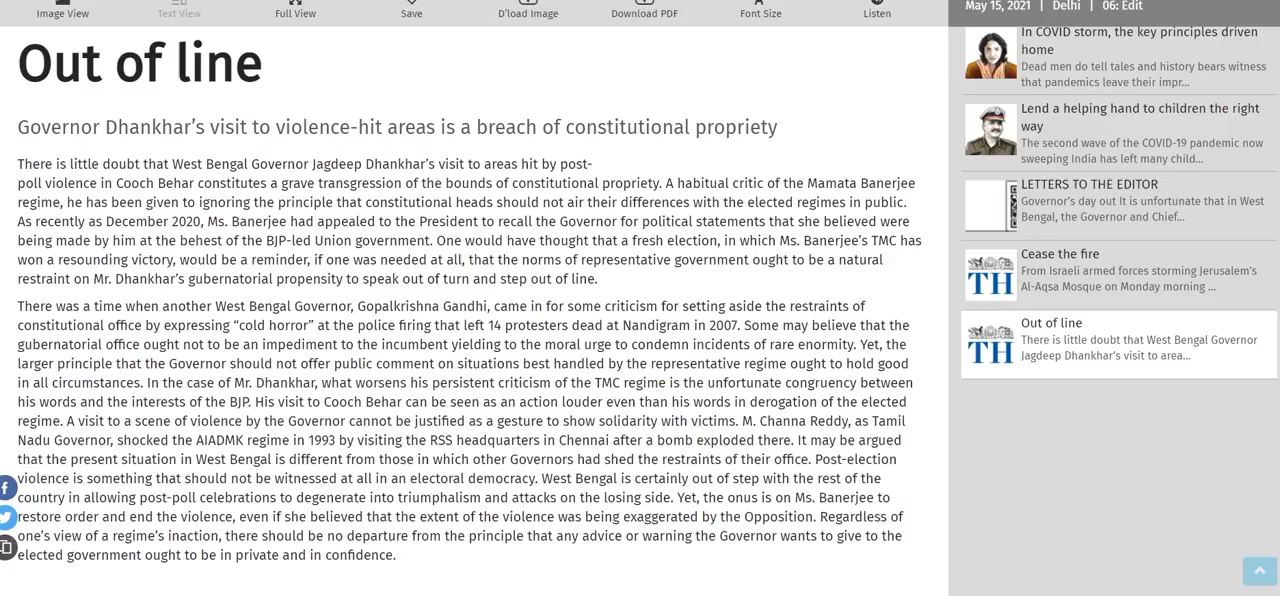 Image View
Text View
Full View
Save
D'load Image
Download PDF
Font Size
Listen
May 15, 2021 | Delhi | 06: Edit
Out of line
Governor Dhankhar's visit to violence-hit areas is a breach of constitutional propriety
There is little doubt that West Bengal Governor Jagdeep Dhankhar's visit to areas hit by post-
poll violence in Cooch Behar constitutes a grave transgression of the bounds of constitutional propriety. A habitual critic of the Mamata Banerjee
regime, he has been given to ignoring the principle that constitutional heads should not air their differences with the elected regimes in public.
As recently as December 2020, Ms. Banerjee had appealed to the President to recall the Governor for political statements that she believed were
being made by him at the behest of the BJP-led Union government. One would have thought that a fresh election, in which Ms. Banerjee's TMC has
won a resounding victory, would be a reminder, if one was needed at all, that the norms of representative government ought to be a natural
restraint on Mr. Dhankhar's gubernatorial propensity to speak out of turn and step out of line.
There was a time when another West Bengal Governor, Gopalkrishna Gandhi, came in for some criticism for setting aside the restraints of
constitutional office by expressing “cold horror” at the police firing that left 14 protesters dead at Nandigram in 2007. Some may believe that the
gubernatorial office ought not to be an impediment to the incumbent yielding to the moral urge to condemn incidents of rare enormity. Yet, the
larger principle that the Governor should not offer public comment on situations best handled by the representative regime ought to hold good
in all circumstances. In the case of Mr. Dhankhar, what worsens his persistent criticism of the TMC regime is the unfortunate congruency between
his words and the interests of the BJP. His visit to Cooch Behar can be seen as an action louder even than his words in derogation of the elected
regime. A visit to a scene of violence by the Governor cannot be justified as a gesture to show solidarity with victims. M. Channa Reddy, as Tamil
Nadu Governor, shocked the AIADMK regime in 1993 by visiting the RSS headquarters in Chennai after a bomb exploded there. It may be argued
that the present situation in West Bengal is different from those in which other Governors had shed the restraints of their office. Post-election
violence is something that should not be witnessed at all in an electoral democracy. West Bengal is certainly out of step with the rest of the
country in allowing post-poll celebrations to degenerate into triumphalism and attacks on the losing side. Yet, the onus is on Ms. Banerjee to
restore order and end the violence, even if she believed that the extent of the violence was being exaggerated by the Opposition. Regardless of
one's view of a regime's inaction, there should be no departure from the principle that any advice or warning the Governor wants to give to the
elected government ought to be in private and in confidence.
In COVID storm, the key principles driven
home
Dead men do tell tales and history bears witness
that pandemics leave their impr...
Lend a helping hand to children the right
way
The second wave of the COVID-19 pandemic now
sweeping India has left many child...
LETTERS TO THE EDITOR
Governor's day out It is unfortunate that in West
Bengal, the Governor and Chief...
TH
Cease the fire
From Israeli armed forces storming Jerusalem's
Al-Aqsa Mosque on Monday morning ...
TH
Out of line
There is little doubt that West Bengal Governor
Jagdeep Dhankhar's visit to area...